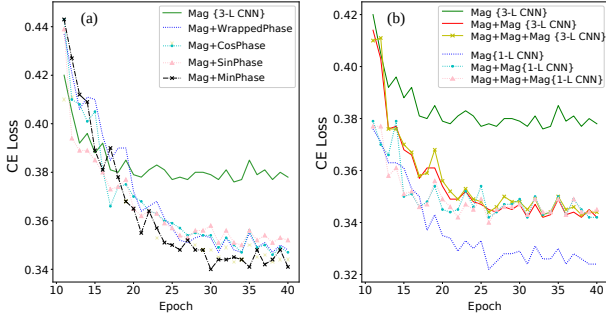 (a)
Mag {3-L CNN}
Mag+WrappedPhase
Mag+CosPhase
Mag+SinPhase
Mag+MinPhase
CE Loss
0.44
0.42
0.40
0.38
0.36
0.34
10 15 20 25 30 35 40
Epoch
(b)
Mag {3-L CNN}
Mag+Mag {3-L CNN}
Mag+Mag+Mag {3-L CNN}
Mag{1-L CNN}
Mag+Mag{1-L CNN}
Mag+Mag+Mag{1-L CNN}
CE Loss
0.42
0.40
0.38
0.36
0.34
0.32
10 15 20 25 30 35 40
Epoch